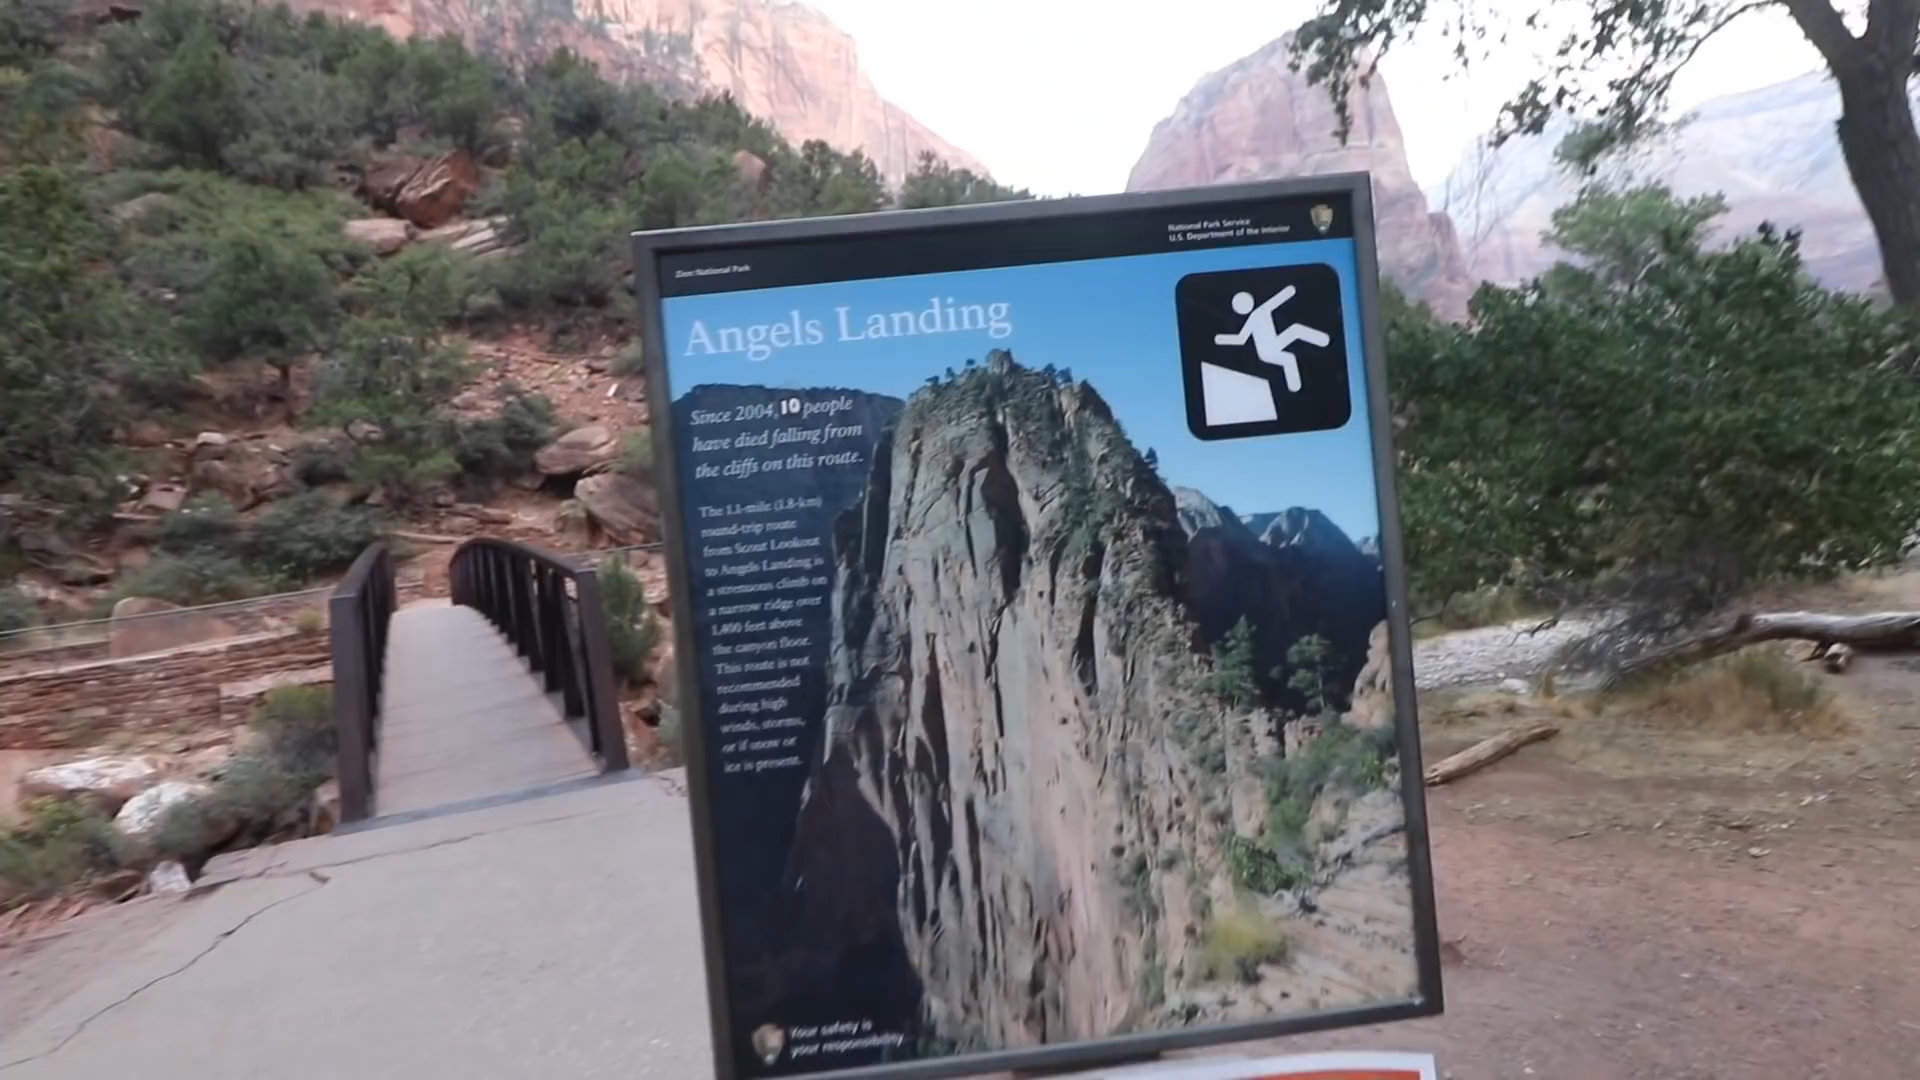 Zion National Park
National Park Service
U.S. Department of the Interior
Angels Landing
Since 2004, 10 people
have died falling from
the cliffs on this route.
The 1.1-mile (1.8-km)
round-trip route
from Scout Lookout
to Angels Landing is
a strenuous climb on
a narrow ridge over
1,400 feet above
the canyon floor.
This route is not
recommended
during high
winds, storms,
or if snow or
ice is present.
Your safety is
your responsibility.